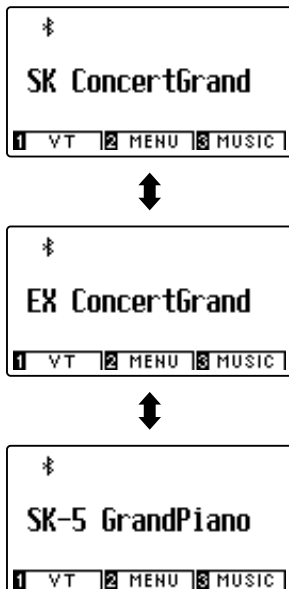 SK ConcertGrand
1 VT 2 MENU 3 MUSIC
EX ConcertGrand
1 VT 2 MENU 3 MUSIC
SK-5 GrandPiano
1 VT 2 MENU 3 MUSIC